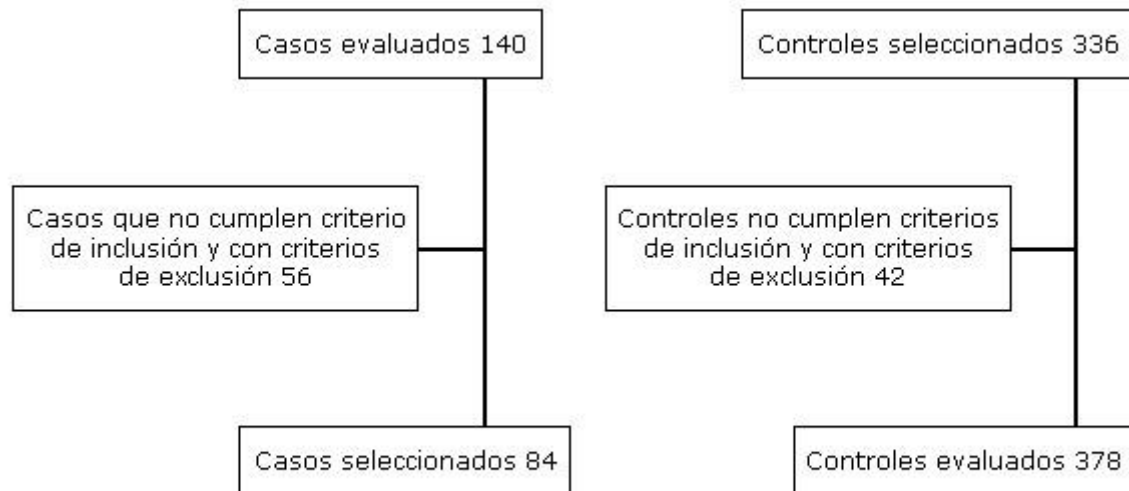 Casos evaluados 140
Controles seleccionados 336
Casos que no cumplen criterio
de inclusión y con criterios
de exclusión 56
Controles no cumplen criterios
de inclusión y con criterios
de exclusión 42
Casos seleccionados 84
Controles evaluados 378